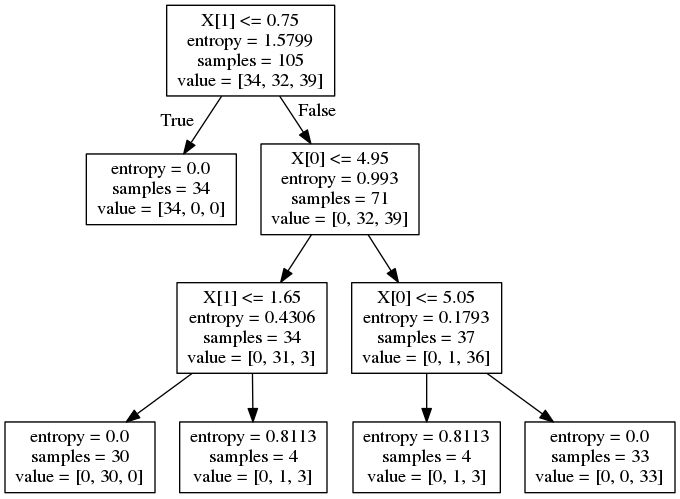 X[1] <= 0.75
entropy = 1.5799
samples = 105
value = [34, 32, 39]
True
False
entropy = 0.0
samples = 34
value = [34, 0, 0]
X[0] <= 4.95
entropy = 0.993
samples = 71
value = [0, 32, 39]
X[1] <= 1.65
entropy = 0.4306
samples = 34
value = [0, 31, 3]
X[0] <= 5.05
entropy = 0.1793
samples = 37
value = [0, 1, 36]
entropy = 0.0
samples = 30
value = [0, 30, 0]
entropy = 0.8113
samples = 4
value = [0, 1, 3]
entropy = 0.8113
samples = 4
value = [0, 1, 3]
entropy = 0.0
samples = 33
value = [0, 0, 33]